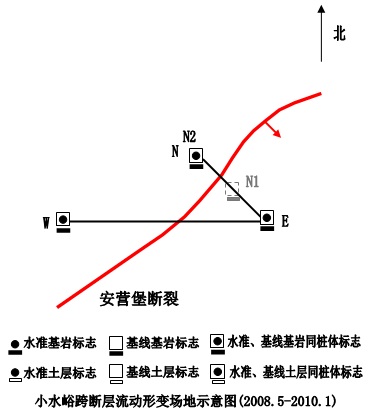 北
N2
N
N1
W
E
安营堡断裂
水准基岩标志 基线基岩标志 水准、基线基岩同桩体标志
水准土层标志 基线土层标志 水准、基线土层同桩体标志
小水峪跨断层流动形变场地示意图(2008.5-2010.1)